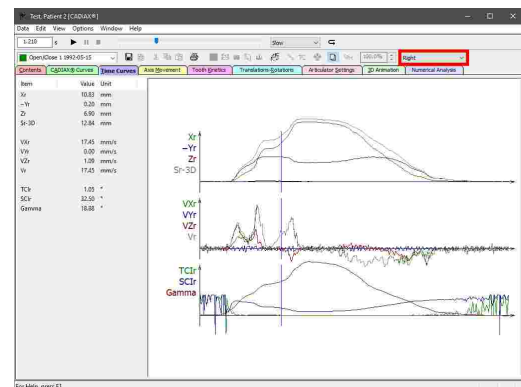 Test, Patient 2 [CADIAX®]
Date Edit View Options Window Help
1:210 s Slow
Open/Close 1 1992-05-15 100.0% Right
Contents CADIAX® Curves Time Curves Axis Movement Tooth Kinetics Translations-Rotations Articulator Settings 3D Animation Numerical Analysis
Item Value Unit
Xr 10.83 mm
-Yr 0.20 mm
Zr 6.90 mm
Sr-3D 12.84 mm
VXr 17.45 mm/s
VYr 0.00 mm/s
VZr 1.09 mm/s
Vr 17.45 mm/s
TCIr 1.05 °
SCIr 32.50 °
Gamma 18.88 °
Xr
-Yr
Zr
Sr-3D
VXr
VYr
VZr
Vr
TCIr
SCIr
Gamma
For Help, press F1